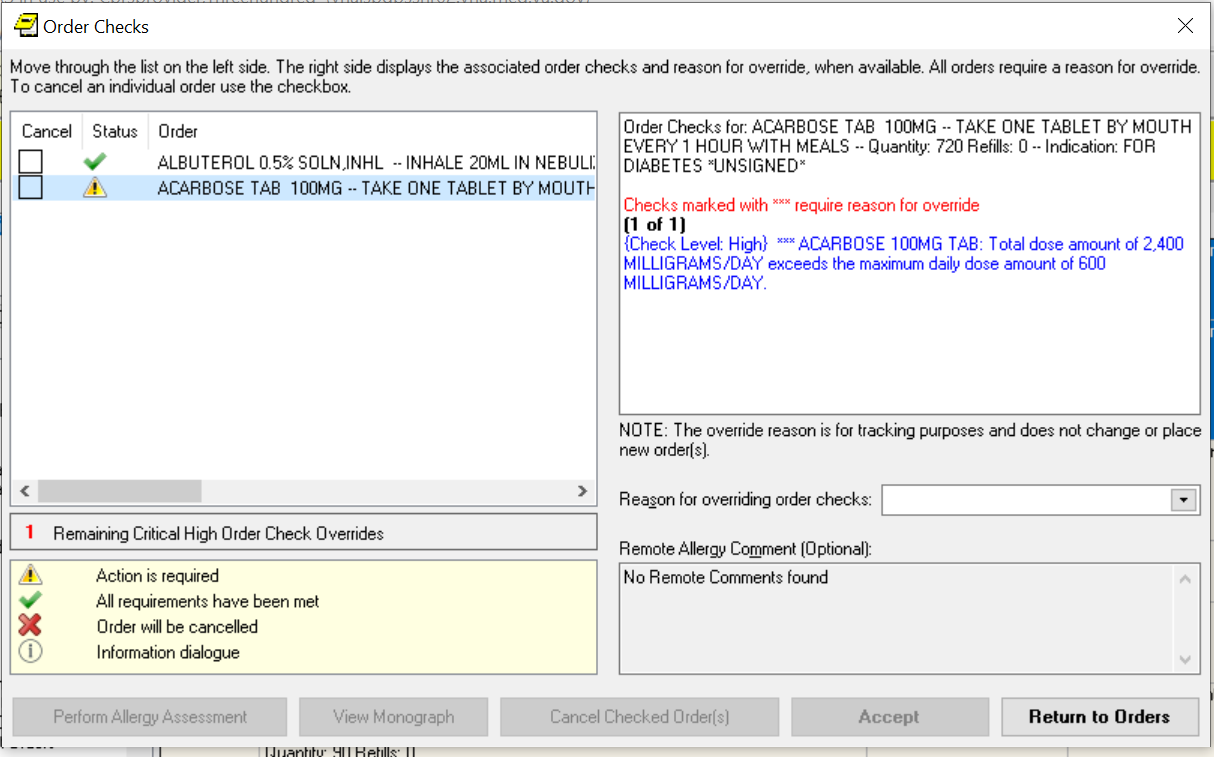 Order Checks
Move through the list on the left side. The right side displays the associated order checks and reason for override, when available. All orders require a reason for override.
To cancel an individual order use the checkbox.
Cancel Status Order
ALBUTEROL 0.5% SOLN,INHL -- INHALE 20ML IN NEBULI
ACARBOSE TAB 100MG -- TAKE ONE TABLET BY MOUTH
1 Remaining Critical High Order Check Overrides
Action is required
All requirements have been met
Order will be cancelled
Information dialogue
Order Checks for: ACARBOSE TAB 100MG -- TAKE ONE TABLET BY MOUTH
EVERY 1 HOUR WITH MEALS -- Quantity: 720 Refills: 0 -- Indication: FOR
DIABETES *UNSIGNED*
Checks marked with *** require reason for override
(1 of 1)
{Check Level: High} *** ACARBOSE 100MG TAB: Total dose amount of 2,400
MILLIGRAMS/DAY exceeds the maximum daily dose amount of 600
MILLIGRAMS/DAY.
NOTE: The override reason is for tracking purposes and does not change or place
new order(s).
Reason for overriding order checks:
Remote Allergy Comment (Optional):
No Remote Comments found
Perform Allergy Assessment View Monograph Cancel Checked Order(s) Accept Return to Orders
Quantity: 90 Refills: 0